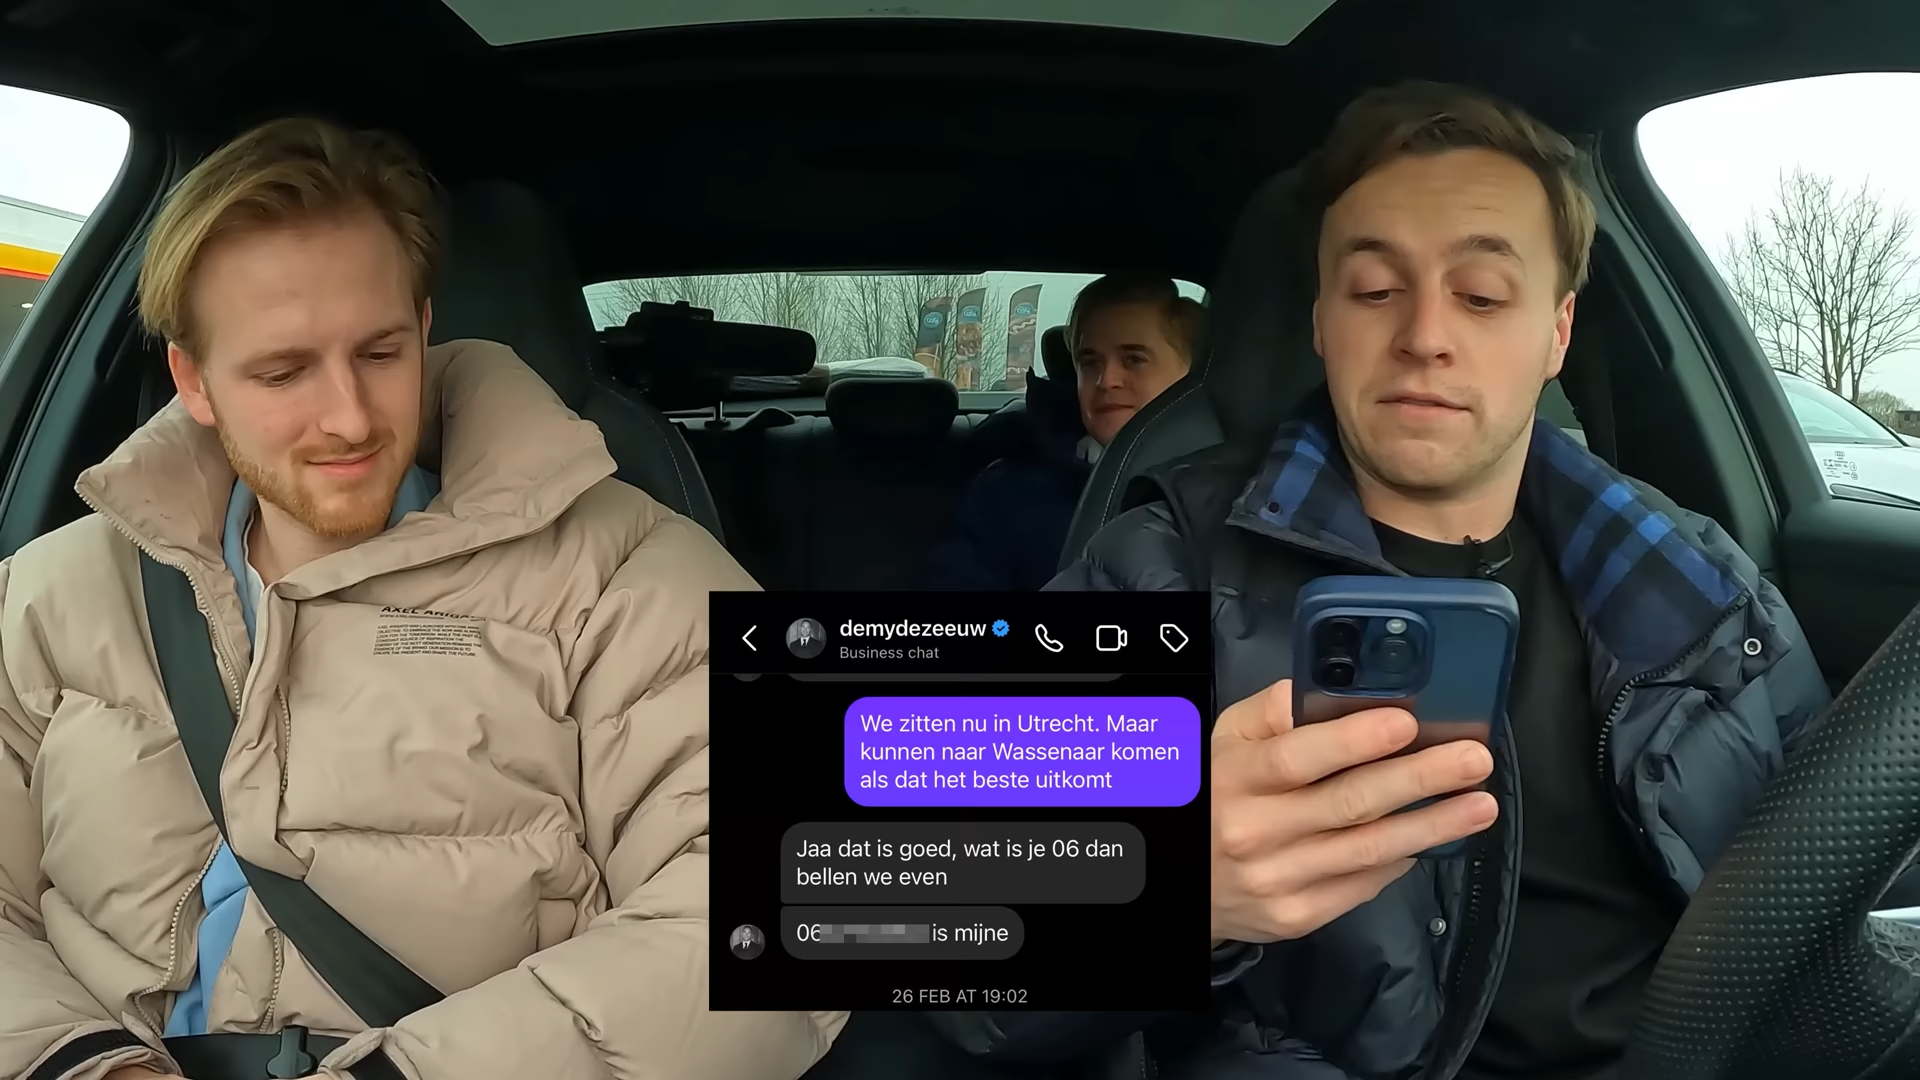 AXEL ARIGATO
demydezeeuw
Business chat
We zitten nu in Utrecht. Maar
kunnen naar Wassenaar komen
als dat het beste uitkomt
Jaa dat is goed, wat is je 06 dan
bellen we even
06 is mijne
26 FEB AT 19:02